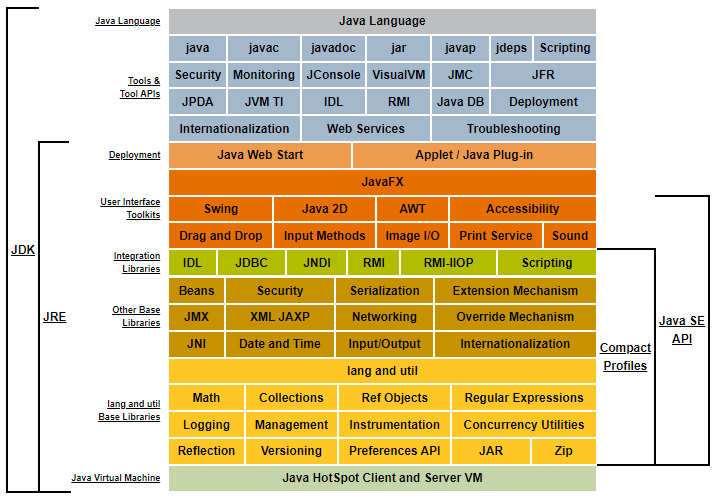 Java Language
Java Language
java javac javadoc jar javap jdeps Scripting
Tools &
Tool APIs
Security Monitoring JConsole VisualVM JMC JFR
JPDA JVM TI IDL RMI Java DB Deployment
Internationalization Web Services Troubleshooting
Deployment
Java Web Start Applet / Java Plug-in
JavaFX
User Interface
Toolkits
Swing Java 2D AWT Accessibility
Drag and Drop Input Methods Image I/O Print Service Sound
Integration
Libraries
IDL JDBC JNDI RMI RMI-IIOP Scripting
Other Base
Libraries
Beans Security Serialization Extension Mechanism
JMX XML JAXP Networking Override Mechanism
JNI Date and Time Input/Output Internationalization
lang and util
lang and util
Base Libraries
Math Collections Ref Objects Regular Expressions
Logging Management Instrumentation Concurrency Utilities
Reflection Versioning Preferences API JAR Zip
Java Virtual Machine
Java HotSpot Client and Server VM
JDK
JRE
Compact
Profiles
Java SE
API